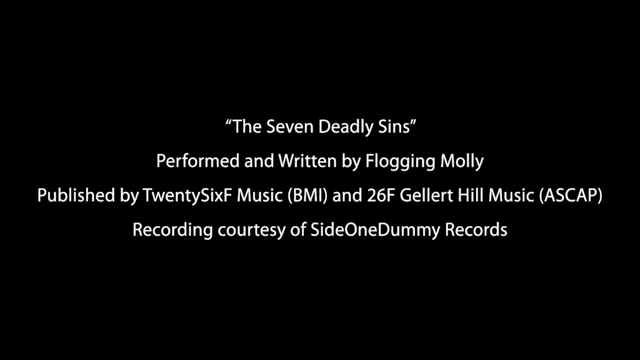 “The Seven Deadly Sins”
Performed and Written by Flogging Molly
Published by TwentySixF Music (BMI) and 26F Gellert Hill Music (ASCAP)
Recording courtesy of SideOneDummy Records